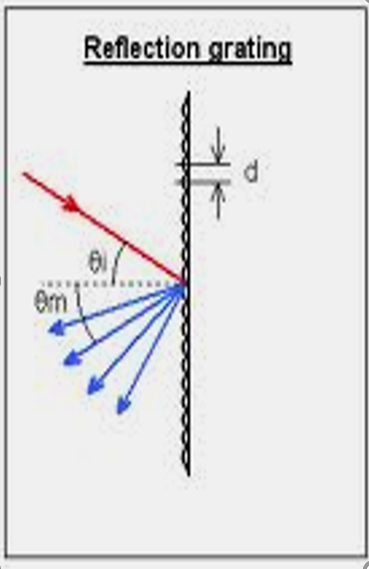 Reflection grating
d
θi
θm